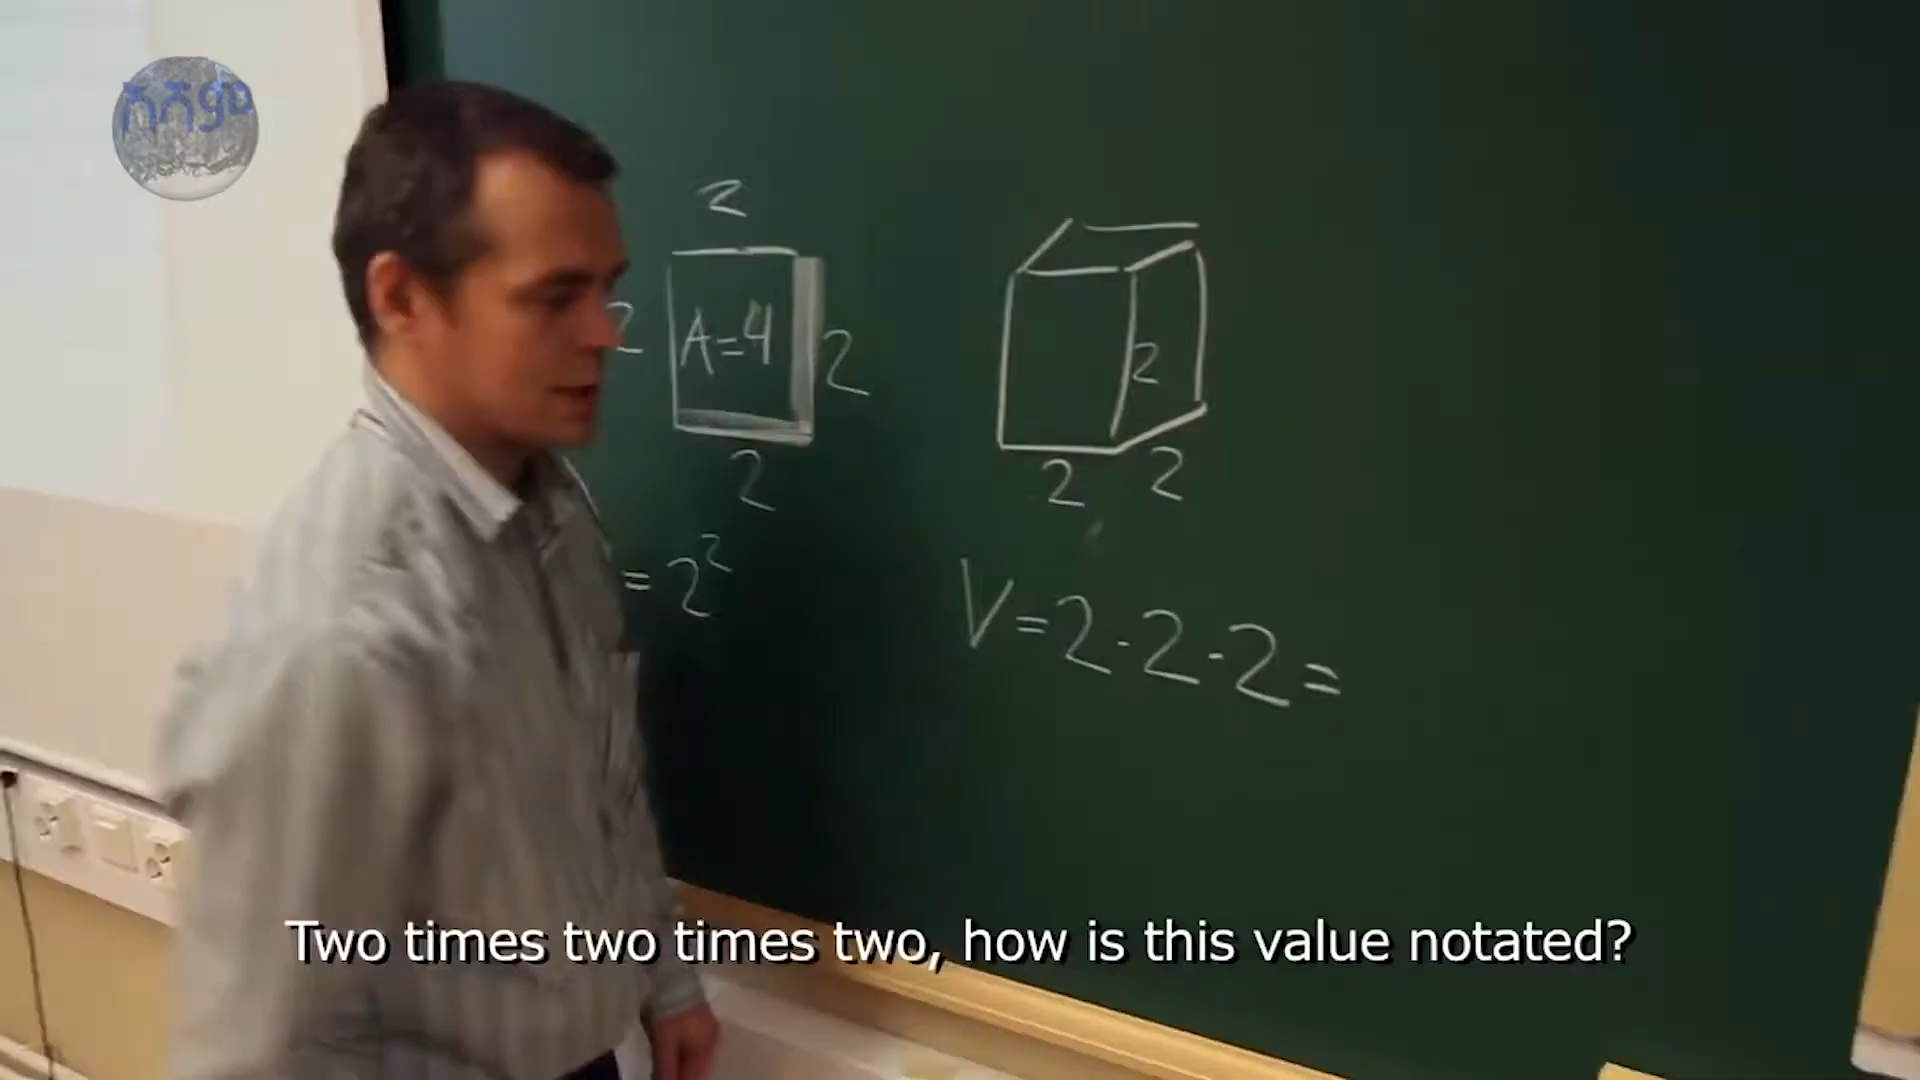 2
2
A=4
2
2
= 2²
2
2
2
V=2·2·2=
Two times two times two, how is this value notated?